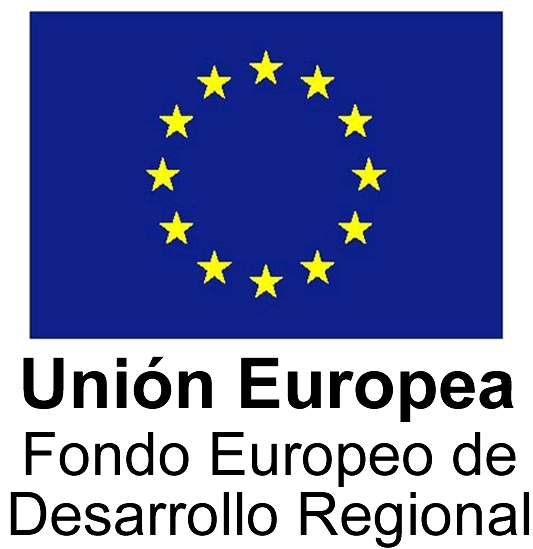 Unión Europea
Fondo Europeo de
Desarrollo Regional